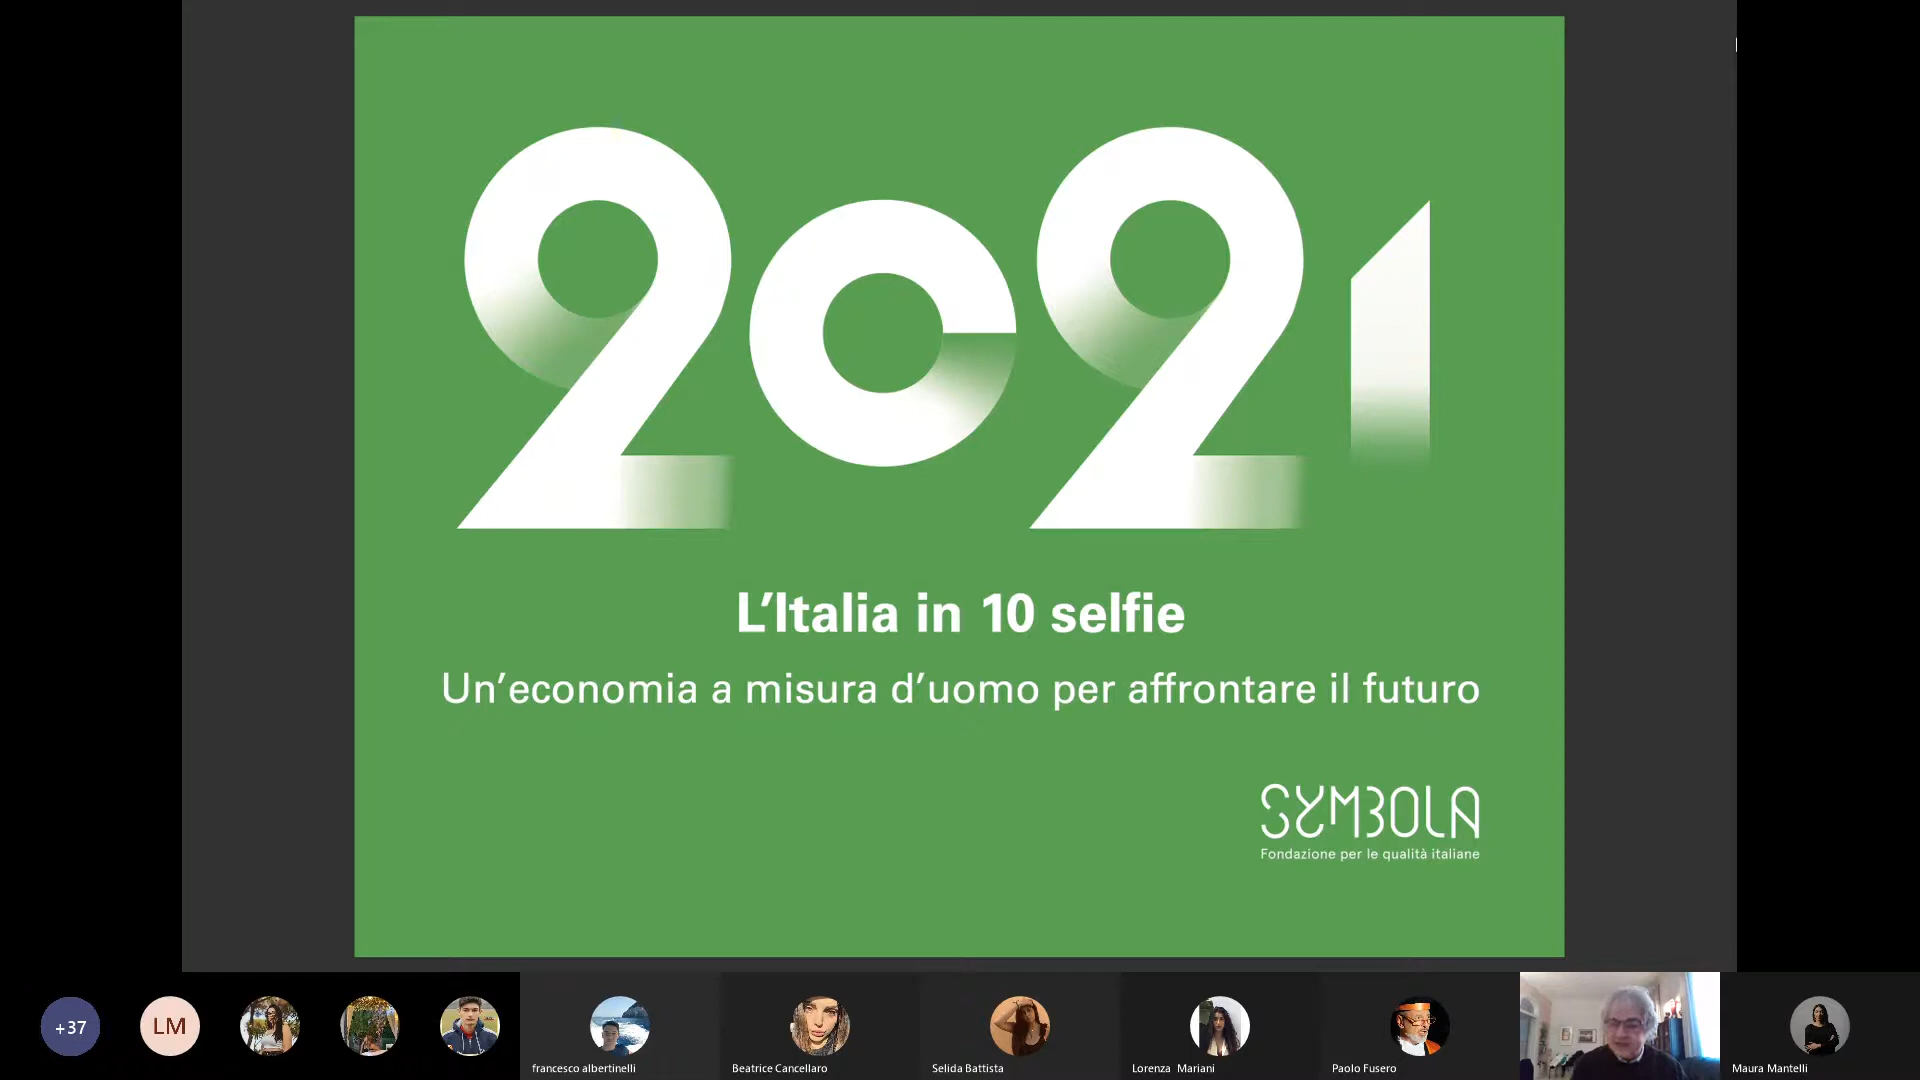 2021
L'Italia in 10 selfie
Un'economia a misura d'uomo per affrontare il futuro
SYMBOLA
Fondazione per le qualità italiane
+37
LM
francesco albertinelli
Beatrice Cancellaro
Selida Battista
Lorenza Mariani
Paolo Fusero
Maura Mantelli